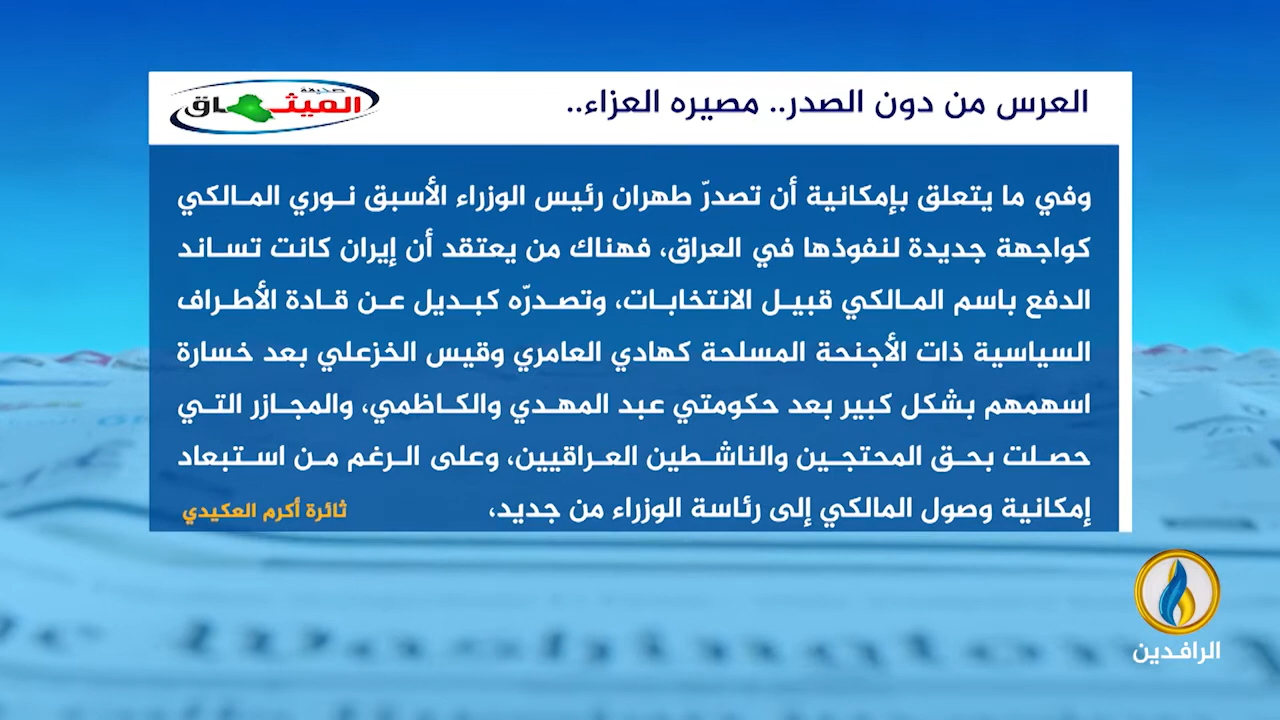 صحيفة
الميثاق
العرس من دون الصدر.. مصيره العزاء..
وفي ما يتعلق بإمكانية أن تصدرّ طهران رئيس الوزراء الأسبق نوري المالكي
كواجهة جديدة لنفوذها في العراق، فهناك من يعتقد أن إيران كانت تساند
الدفع باسم المالكي قبيل الانتخابات، وتصدرّه كبديل عن قادة الأطراف
السياسية ذات الأجنحة المسلحة كهادي العامري وقيس الخزعلي بعد خسارة
اسهمهم بشكل كبير بعد حكومتي عبد المهدي والكاظمي، والمجازر التي
حصلت بحق المحتجين والناشطين العراقيين، وعلى الرغم من استبعاد
إمكانية وصول المالكي إلى رئاسة الوزراء من جديد،
ثائرة أكرم العكيدي
الرافدين